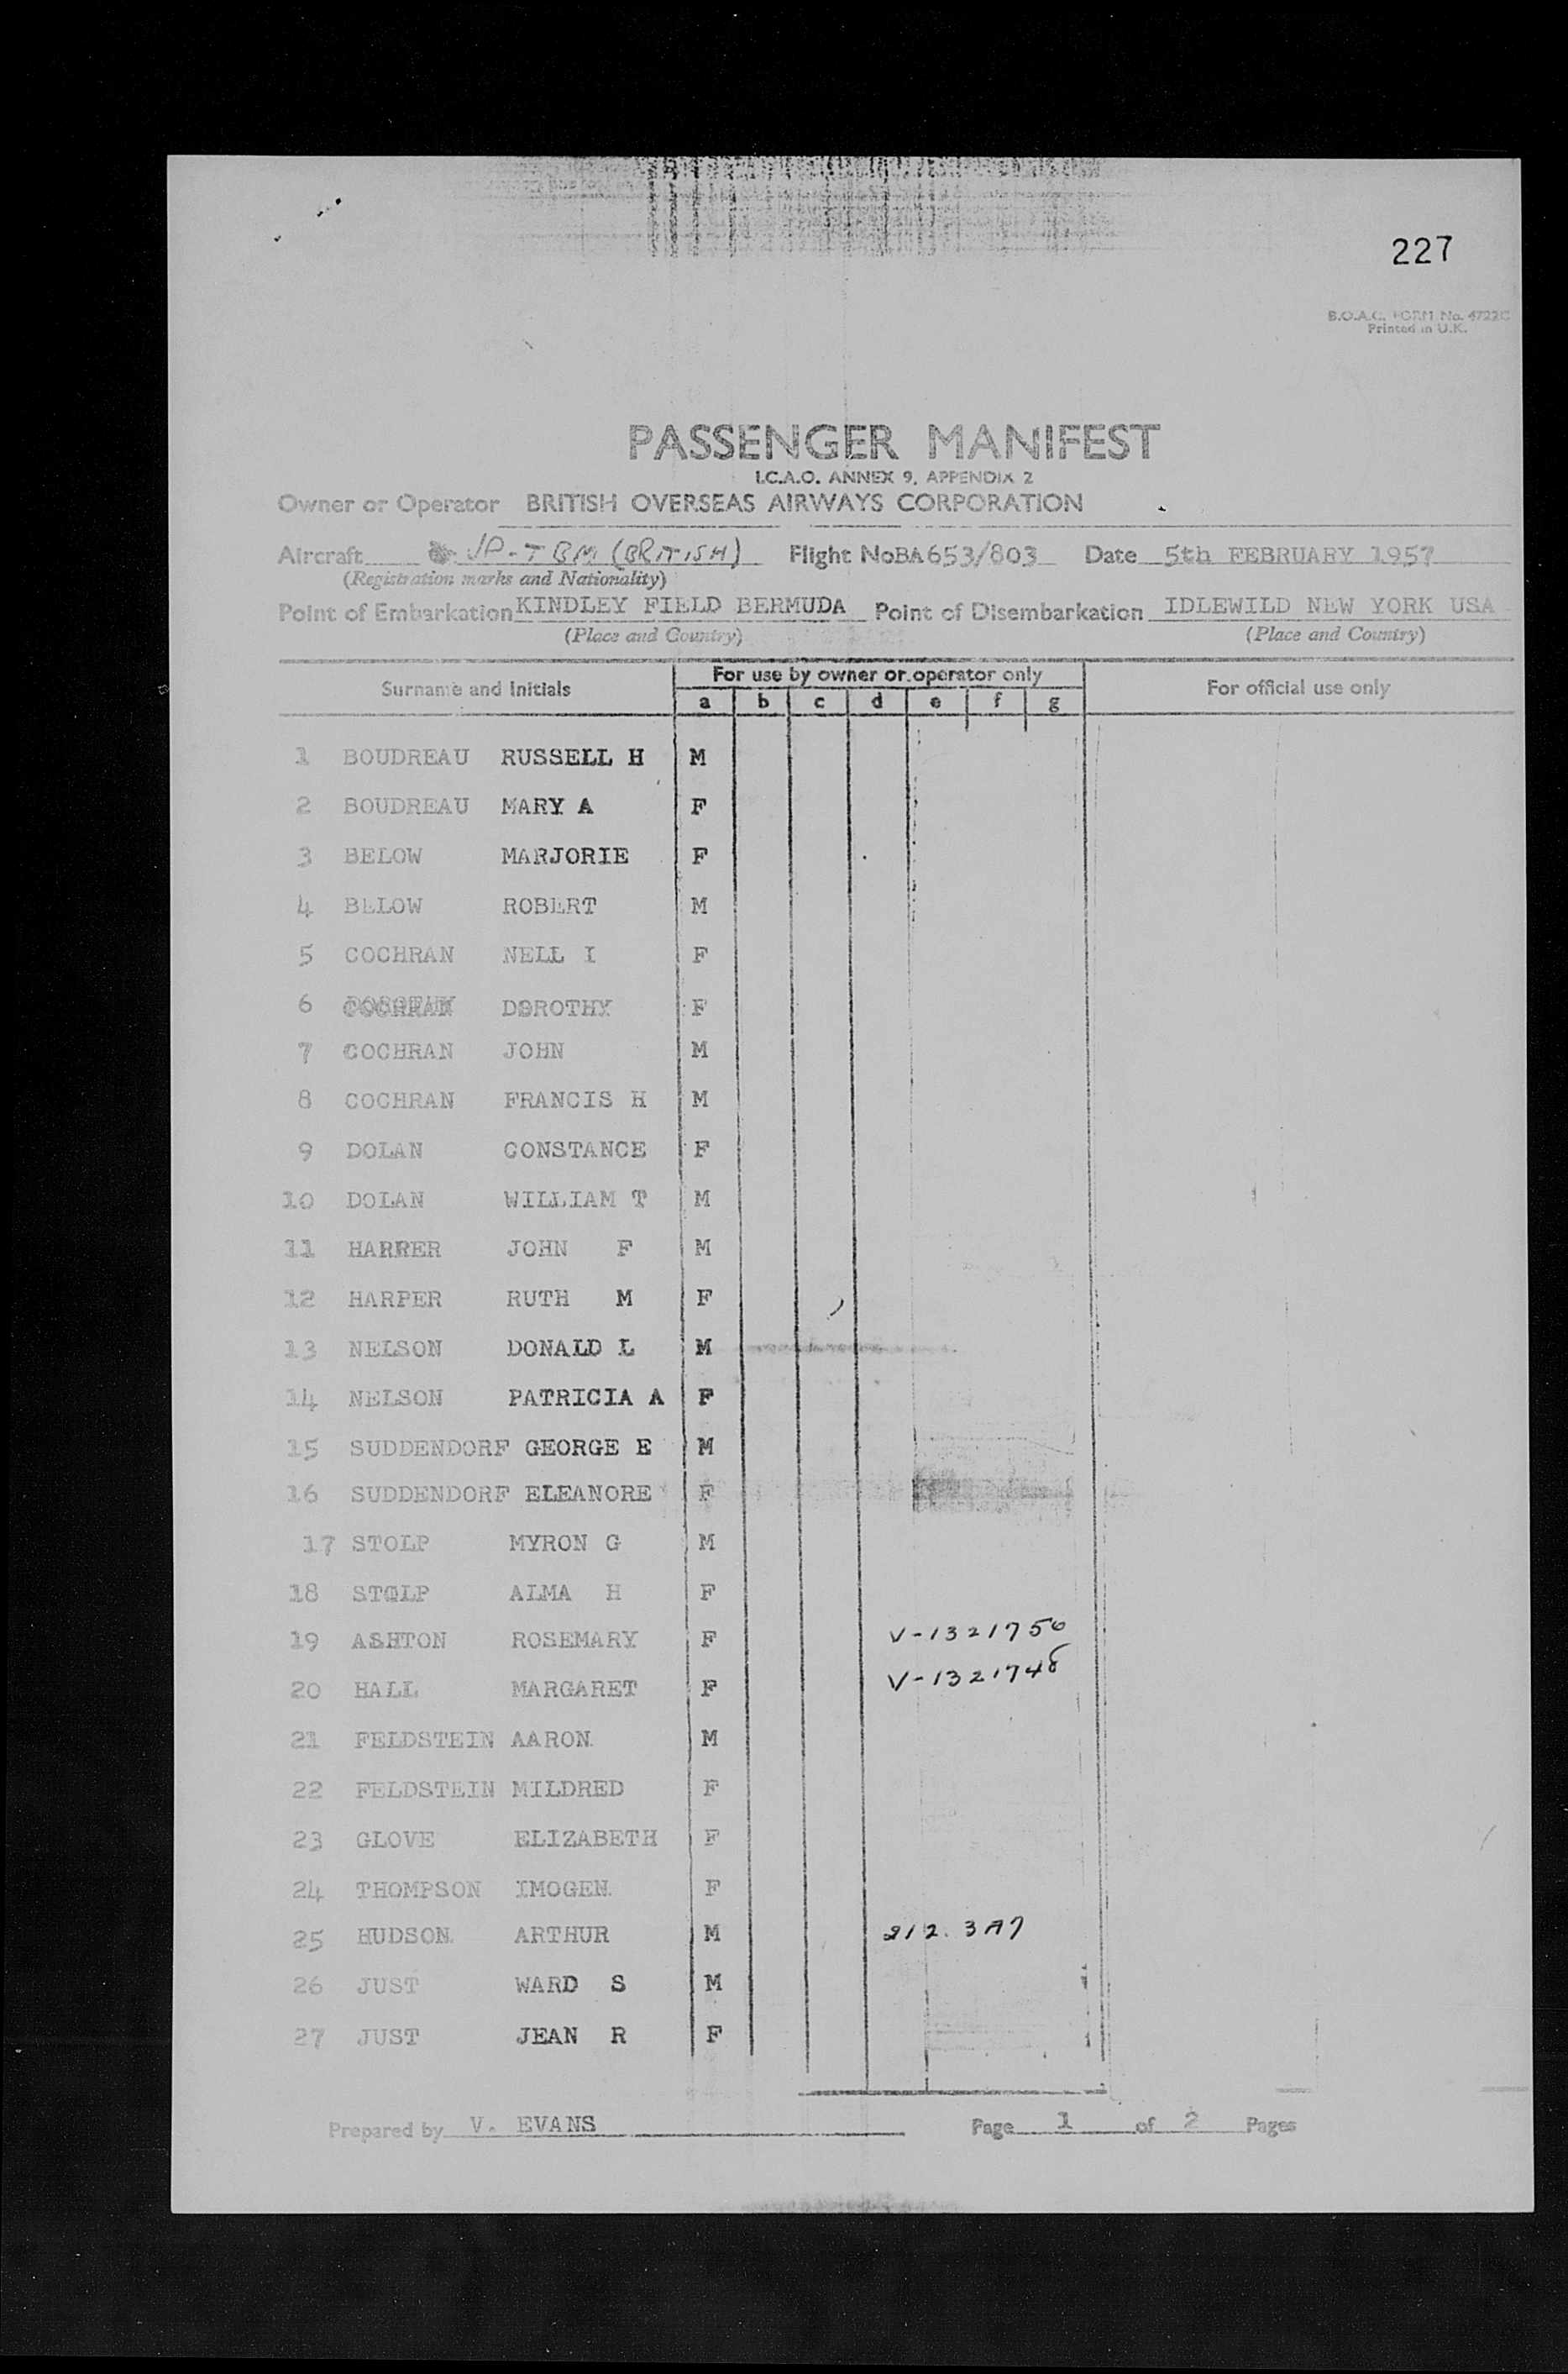 227
B.O.A.C. FORM No. 4722C
Printed in U.K.
PASSENGER MANIFEST
I.C.A.O. ANNEX 9, APPENDIX 2
Owner or Operator BRITISH OVERSEAS AIRWAYS CORPORATION
Aircraft VP-TBM (BRITISH) Flight No BA653/803 Date 5th FEBRUARY 1957
(Registration marks and Nationality)
Point of Embarkation KINDLEY FIELD BERMUDA Point of Disembarkation IDLEWILD NEW YORK USA
(Place and Country) (Place and Country)
Surname and Initials For use by owner or operator only For official use only
a b c d e f g
1 BOUDREAU RUSSELL H M
2 BOUDREAU MARY A F
3 BELOW MARJORIE F
4 BELOW ROBERT M
5 COCHRAN NELL I F
6 COCHRAN DOROTHY F
7 COCHRAN JOHN M
8 COCHRAN FRANCIS H M
9 DOLAN CONSTANCE F
10 DOLAN WILLIAM T M
11 HARRER JOHN F M
12 HARPER RUTH M F
13 NELSON DONALD L M
14 NELSON PATRICIA A F
15 SUDDENDORF GEORGE E M
16 SUDDENDORF ELEANORE F
17 STOLP MYRON G M
18 STOLP ALMA H F
19 ASHTON ROSEMARY F V-1321750
20 HALL MARGARET F V-1321748
21 FELDSTEIN AARON M
22 FELDSTEIN MILDRED F
23 GLOVE ELIZABETH F
24 THOMPSON IMOGEN F
25 HUDSON ARTHUR M 212.3A7
26 JUST WARD S M
27 JUST JEAN R F
Prepared by V. EVANS Page 1 of 2 Pages